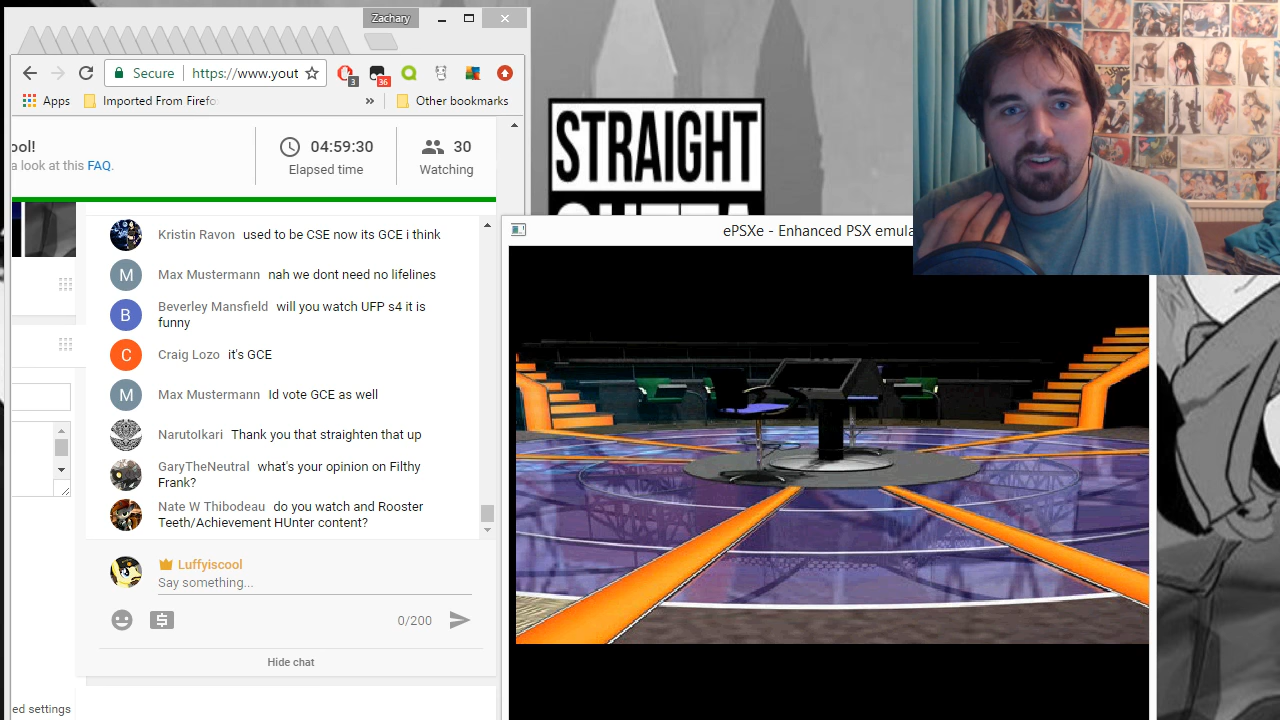 Zachary
Secure https://www.yout
3
36
Apps Imported From Firefo
» Other bookmarks
ool!
a look at this FAQ.
04:59:30
Elapsed time
30
Watching
STRAIGHT
ePSXe - Enhanced PSX emula
Kristin Ravon used to be CSE now its GCE i think
Max Mustermann nah we dont need no lifelines
Beverley Mansfield will you watch UFP s4 it is
funny
Craig Lozo it's GCE
Max Mustermann Id vote GCE as well
NarutoIkari Thank you that straighten that up
GaryTheNeutral what's your opinion on Filthy
Frank?
Nate W Thibodeau do you watch and Rooster
Teeth/Achievement HUnter content?
M
B
C
M
Luffyiscool
Say something...
0/200
Hide chat
ed settings